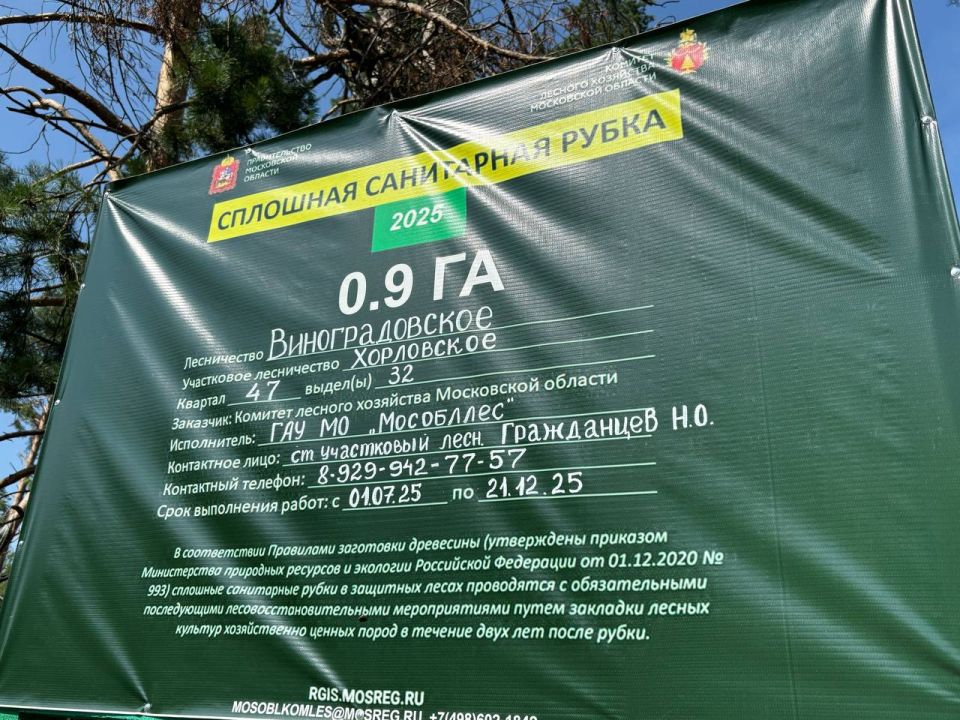 ПРАВИТЕЛЬСТВО
МОСКОВСКОЙ
ОБЛАСТИ
КОМИТЕТ
ЛЕСНОГО ХОЗЯЙСТВА
МОСКОВСКОЙ ОБЛАСТИ
СПЛОШНАЯ САНИТАРНАЯ РУБКА
2025
0.9 ГА
Лесничество Виноградовское
Участковое лесничество Хорловское
Квартал 47 выдел(ы) 32
Заказчик: Комитет лесного хозяйства Московской области
Исполнитель: ГАУ МО „Мособллес"
Контактное лицо: ст участковый лесн. Гражданцев Н.О.
Контактный телефон: 8-929-942-77-57
Срок выполнения работ: с 01.07.25 по 21.12.25
В соответствии Правилами заготовки древесины (утверждены приказом
Министерства природных ресурсов и экологии Российской Федерации от 01.12.2020 №
993) сплошные санитарные рубки в защитных лесах проводятся с обязательными
последующими лесовосстановительными мероприятиями путем закладки лесных
культур хозяйственно ценных пород в течение двух лет после рубки.
RGIS.MOSREG.RU
MOSOBLKOMLES@MOSREG.RU +7(498)602-1840